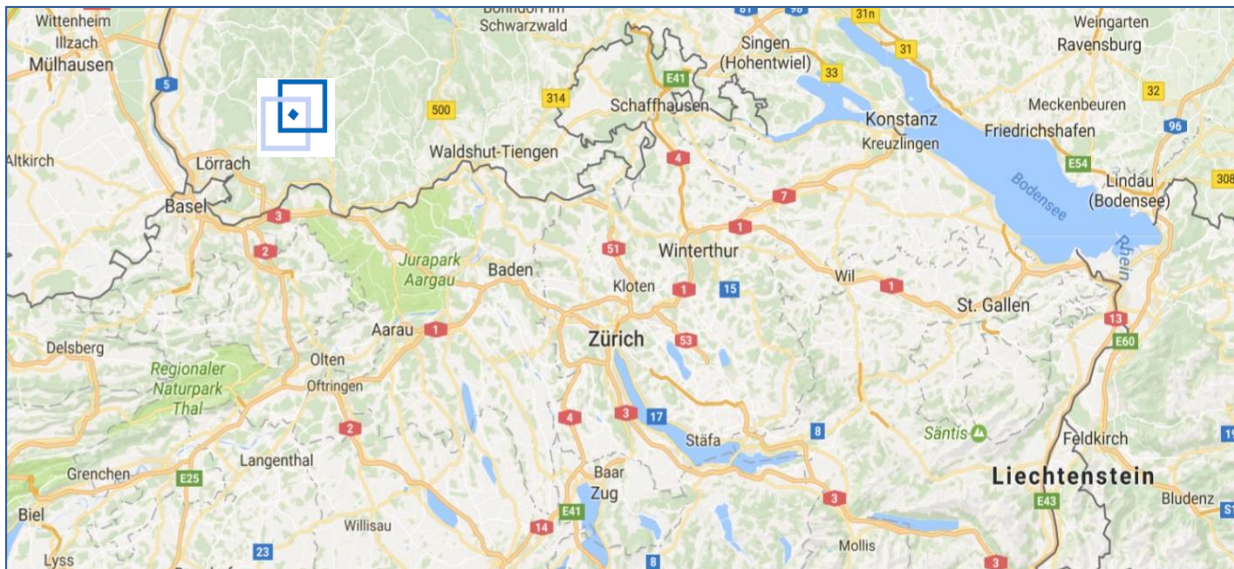 Wittenheim
Illzach
Mülhausen
Schwarzwald
5
500
314
Singen
(Hohentwiel)
E41
Schaffhausen
33
31n
31
Weingarten
Ravensburg
32
Meckenbeuren
Friedrichshafen
96
E54
Lindau
(Bodensee)
308
Konstanz
Kreuzlingen
Bodensee
Rhein
Altkirch
Lörrach
Waldshut-Tiengen
4
7
Basel
3
2
Jurapark
Aargau
Baden
51
Winterthur
1
Kloten
1
15
Wil
1
St. Gallen
13
E60
Aarau
1
Zürich
53
Delsberg
Olten
Oftringen
Regionaler
Naturpark
Thal
2
4
3
17
Stäfa
8
Säntis
Feldkirch
Grenchen
E25
Langenthal
Baar
Zug
E41
14
3
Liechtenstein
E43
Bludenz
Biel
Willisau
Mollis
Lyss
23
8
3